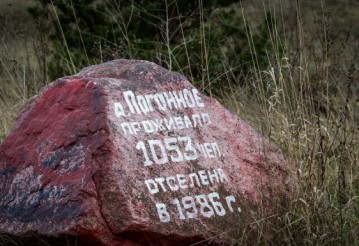 д. Погонное
проживало
1053 чел.
отселена
в 1986 г.